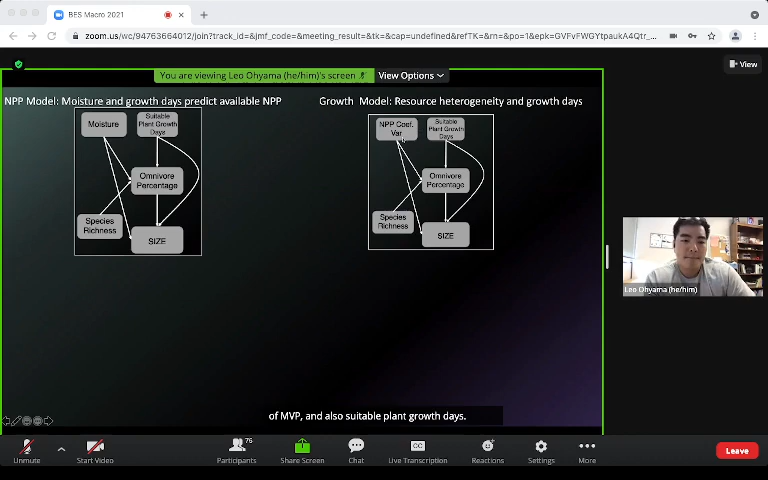 BES Macro 2021
zoom.us/wc/94763664012/join?track_id=&jmf_code=&meeting_result=&tk=&cap=undefined&refTK=&rn=&po=1&epk=GVFvFWGYtpaukA4Qtr_...
You are viewing Leo Ohyama (he/him)'s screen
View Options
View
NPP Model: Moisture and growth days predict available NPP
Growth Model: Resource heterogeneity and growth days
Moisture
Suitable
Plant Growth
Days
Omnivore
Percentage
Species
Richness
SIZE
NPP Coef.
Var
Suitable
Plant Growth
Days
Omnivore
Percentage
Species
Richness
SIZE
Leo Ohyama (he/him)
of MVP, and also suitable plant growth days.
Unmute
Start Video
Participants
75
Share Screen
Chat
CC
Live Transcription
Reactions
Settings
More
Leave